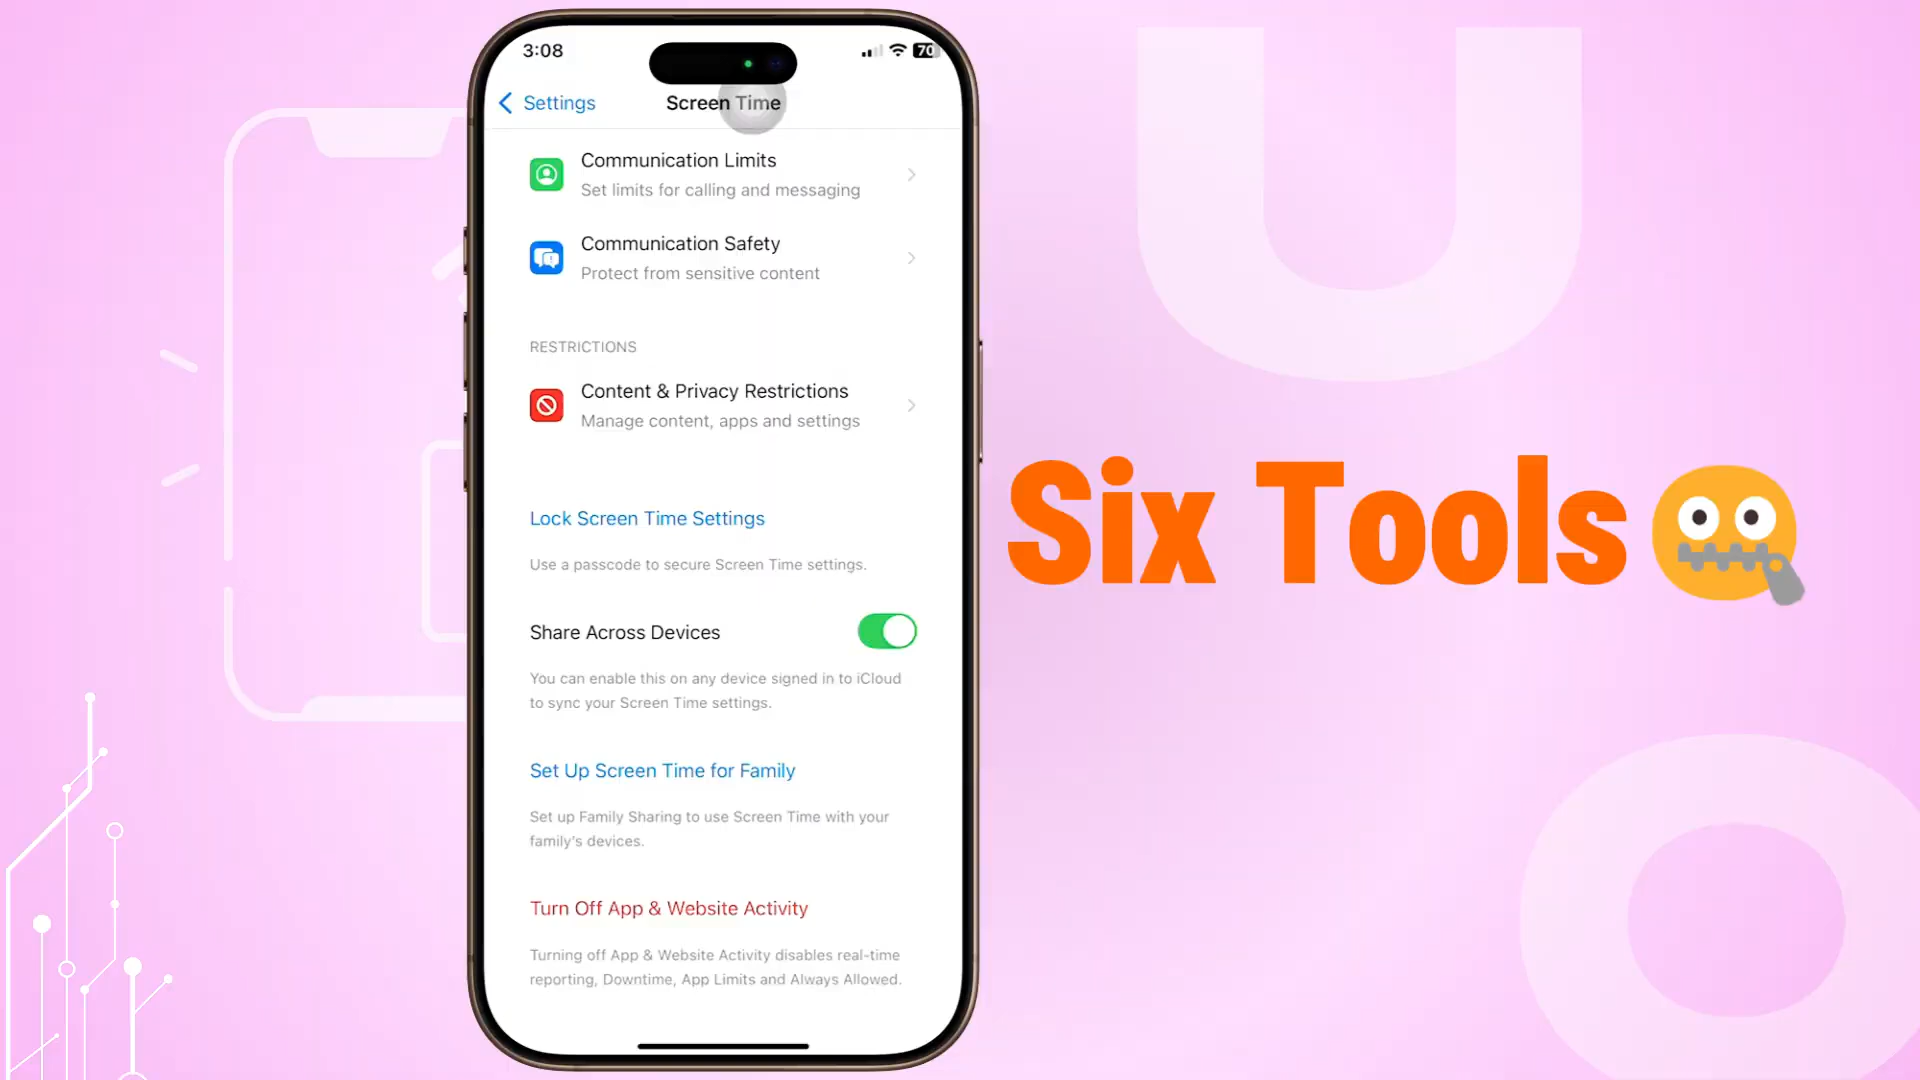 3:08
70
Settings
Screen Time
Communication Limits
Set limits for calling and messaging
Communication Safety
Protect from sensitive content
RESTRICTIONS
Content & Privacy Restrictions
Manage content, apps and settings
Lock Screen Time Settings
Use a passcode to secure Screen Time settings.
Share Across Devices
You can enable this on any device signed in to iCloud
to sync your Screen Time settings.
Set Up Screen Time for Family
Set up Family Sharing to use Screen Time with your
family's devices.
Turn Off App & Website Activity
Turning off App & Website Activity disables real-time
reporting, Downtime, App Limits and Always Allowed.
Six Tools